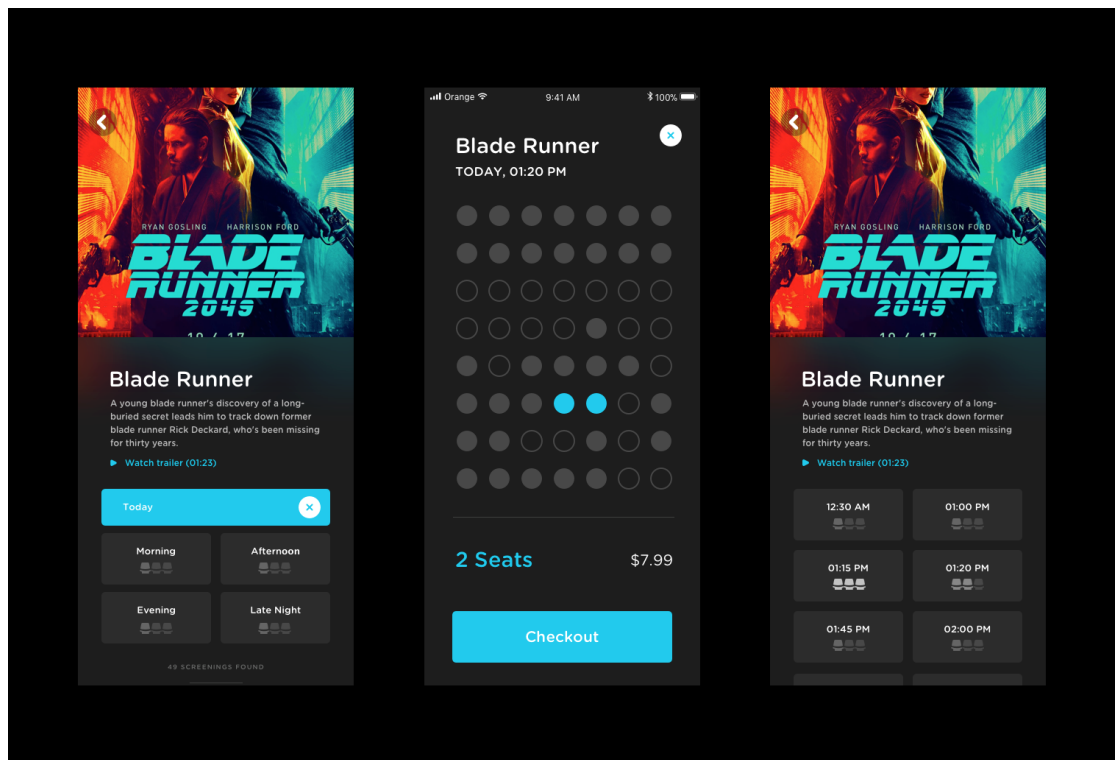 RYAN GOSLING HARRISON FORD
BLADE
RUNNER
2049
Blade Runner
A young blade runner's discovery of a long-
buried secret leads him to track down former
blade runner Rick Deckard, who's been missing
for thirty years.
Watch trailer (01:23)
Today
Morning
Afternoon
Evening
Late Night
49 SCREENINGS FOUND
Orange
9:41 AM
100%
Blade Runner
TODAY, 01:20 PM
2 Seats
$7.99
Checkout
RYAN GOSLING HARRISON FORD
BLADE
RUNNER
2049
Blade Runner
A young blade runner's discovery of a long-
buried secret leads him to track down former
blade runner Rick Deckard, who's been missing
for thirty years.
Watch trailer (01:23)
12:30 AM
01:00 PM
01:15 PM
01:20 PM
01:45 PM
02:00 PM